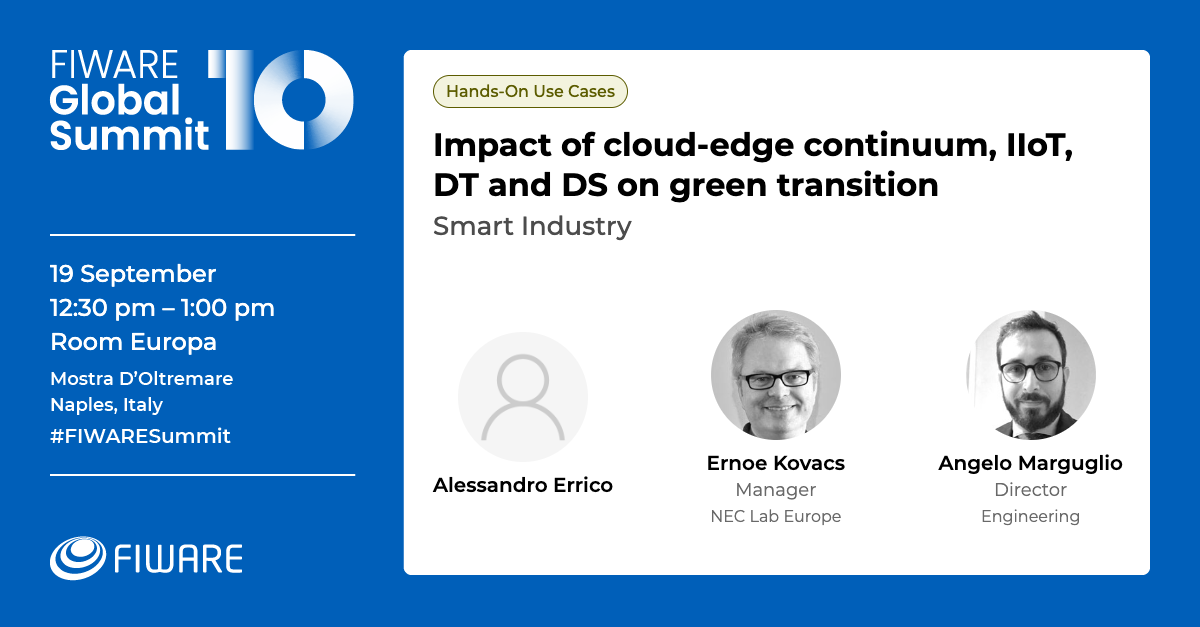 FIWARE
Global
Summit
10
19 September
12:30 pm – 1:00 pm
Room Europa
Mostra D’Oltremare
Naples, Italy
#FIWARESummit
FIWARE
Hands-On Use Cases
Impact of cloud-edge continuum, IIoT,
DT and DS on green transition
Smart Industry
Alessandro Errico
Ernoe Kovacs
Manager
NEC Lab Europe
Angelo Marguglio
Director
Engineering